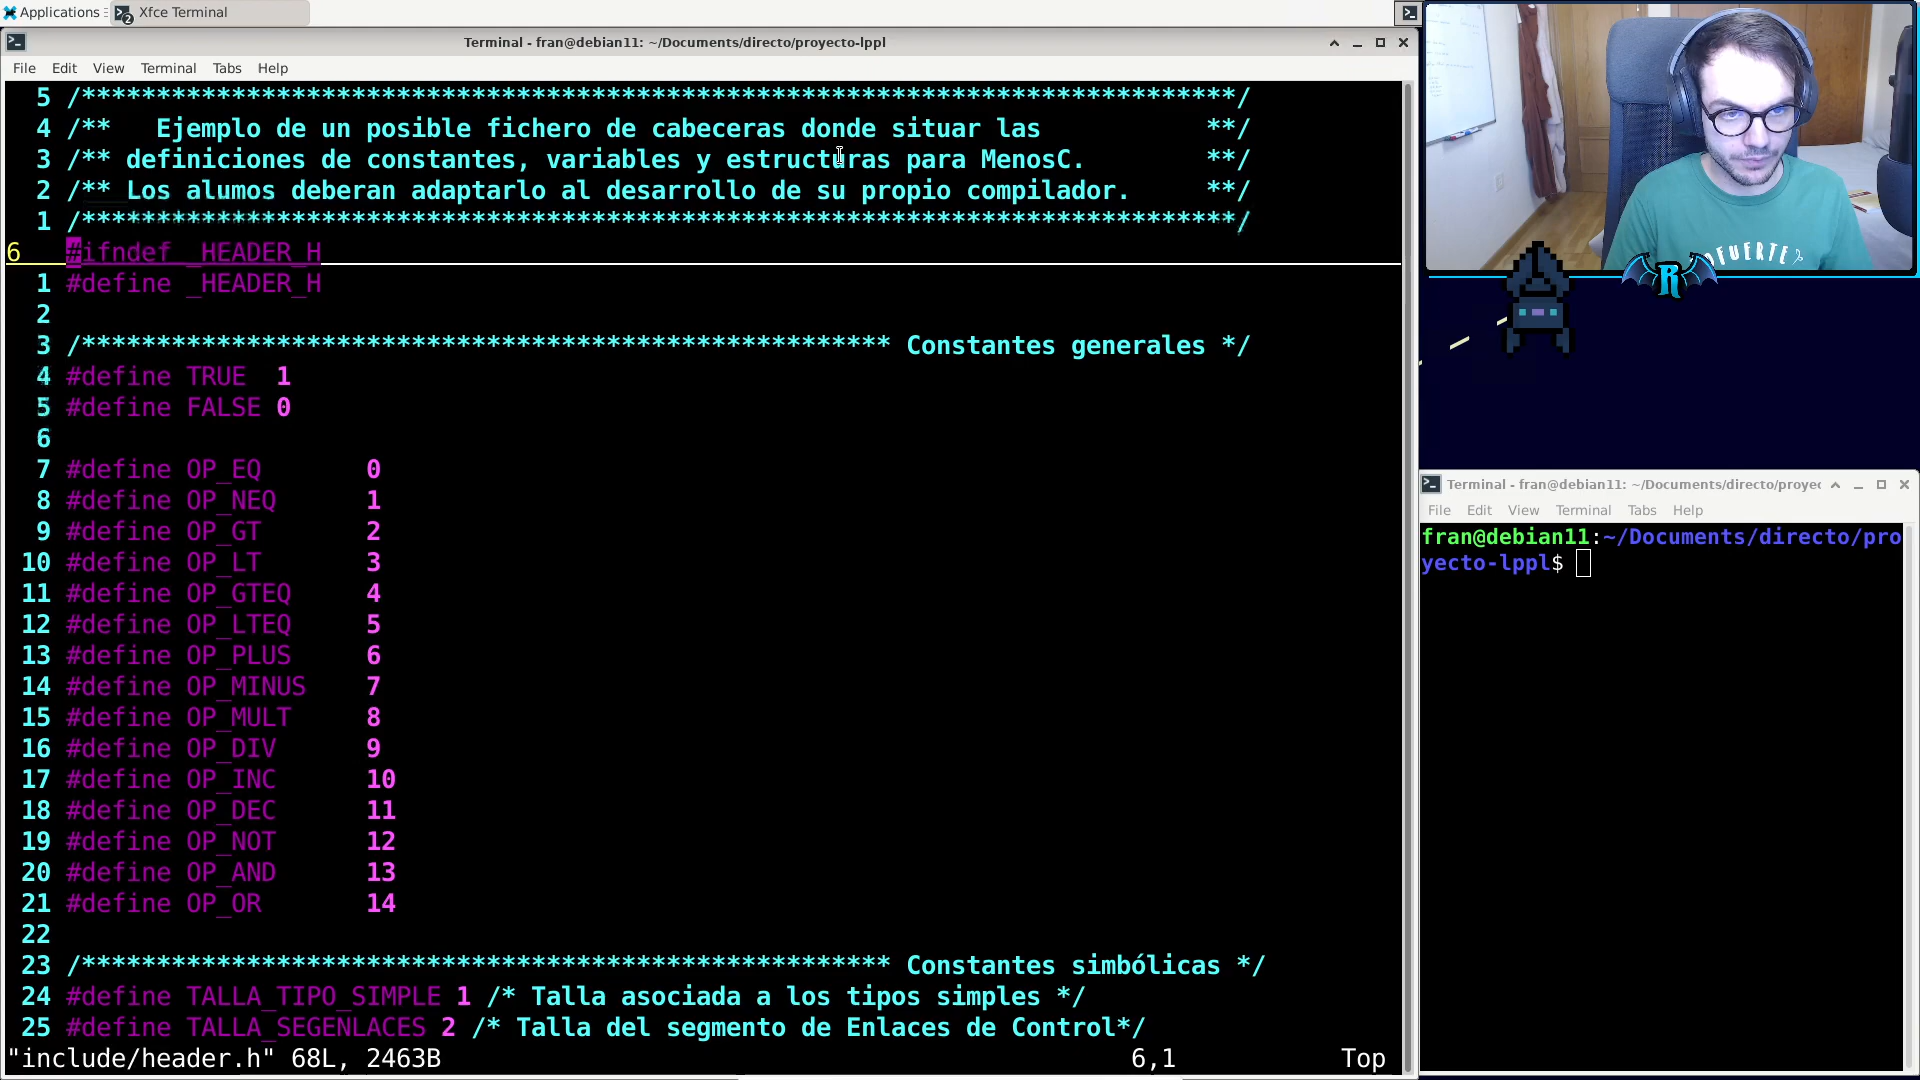 Applications
2
Xfce Terminal
Terminal - fran@debian11: ~/Documents/directo/proyecto-lppl
File Edit View Terminal Tabs Help
5 /*****************************************************************************/
4 /**   Ejemplo de un posible fichero de cabeceras donde situar las           **/
3 /** definiciones de constantes, variables y estructuras para MenosC.        **/
2 /** Los alumos deberan adaptarlo al desarrollo de su propio compilador.     **/
1 /*****************************************************************************/
6 #ifndef _HEADER_H
1 #define _HEADER_H
2
3 /****************************************************** Constantes generales */
4 #define TRUE  1
5 #define FALSE 0
6
7 #define OP_EQ       0
8 #define OP_NEQ      1
9 #define OP_GT       2
10 #define OP_LT       3
11 #define OP_GTEQ     4
12 #define OP_LTEQ     5
13 #define OP_PLUS     6
14 #define OP_MINUS    7
15 #define OP_MULT     8
16 #define OP_DIV      9
17 #define OP_INC      10
18 #define OP_DEC      11
19 #define OP_NOT      12
20 #define OP_AND      13
21 #define OP_OR       14
22
23 /****************************************************** Constantes simbólicas */
24 #define TALLA_TIPO_SIMPLE 1 /* Talla asociada a los tipos simples */
25 #define TALLA_SEGENLACES 2 /* Talla del segmento de Enlaces de Control*/
"include/header.h" 68L, 2463B 6,1 Top
R
Terminal - fran@debian11: ~/Documents/directo/proyec
File Edit View Terminal Tabs Help
fran@debian11:~/Documents/directo/pro
yecto-lppl$